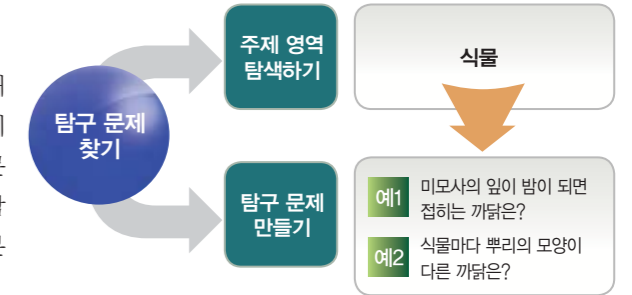 탐구 문제
찾기
주제 영역
탐색하기
식물
탐구 문제
만들기
예1 미모사의 잎이 밤이 되면
접히는 까닭은?
예2 식물마다 뿌리의 모양이
다른 까닭은?